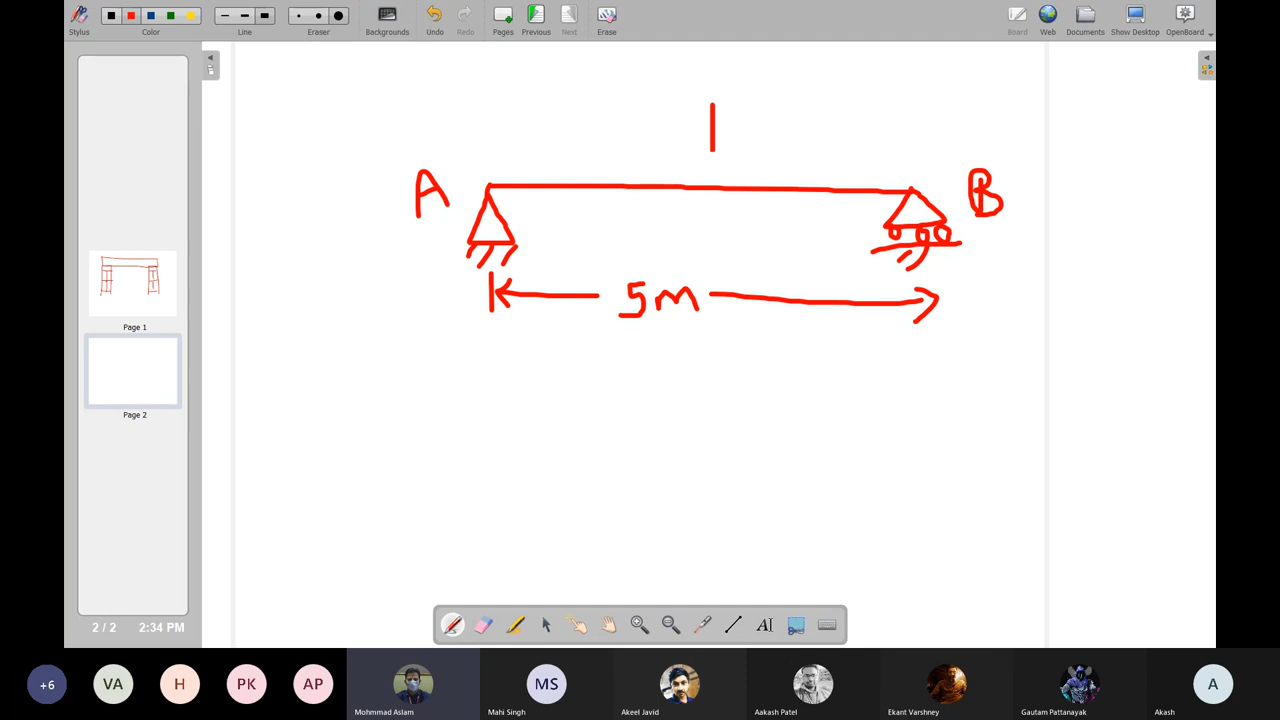 Stylus Color Line Eraser Backgrounds Undo Redo Pages Previous Next Erase Board Web Documents Show Desktop OpenBoard
A B
5m
Page 1
Page 2
2 / 2 2:34 PM
AI
+6 VA H PK AP MS A
Mohmmad Aslam Mahi Singh Akeel Javid Aakash Patel Ekant Varshney Gautam Pattanayak Akash